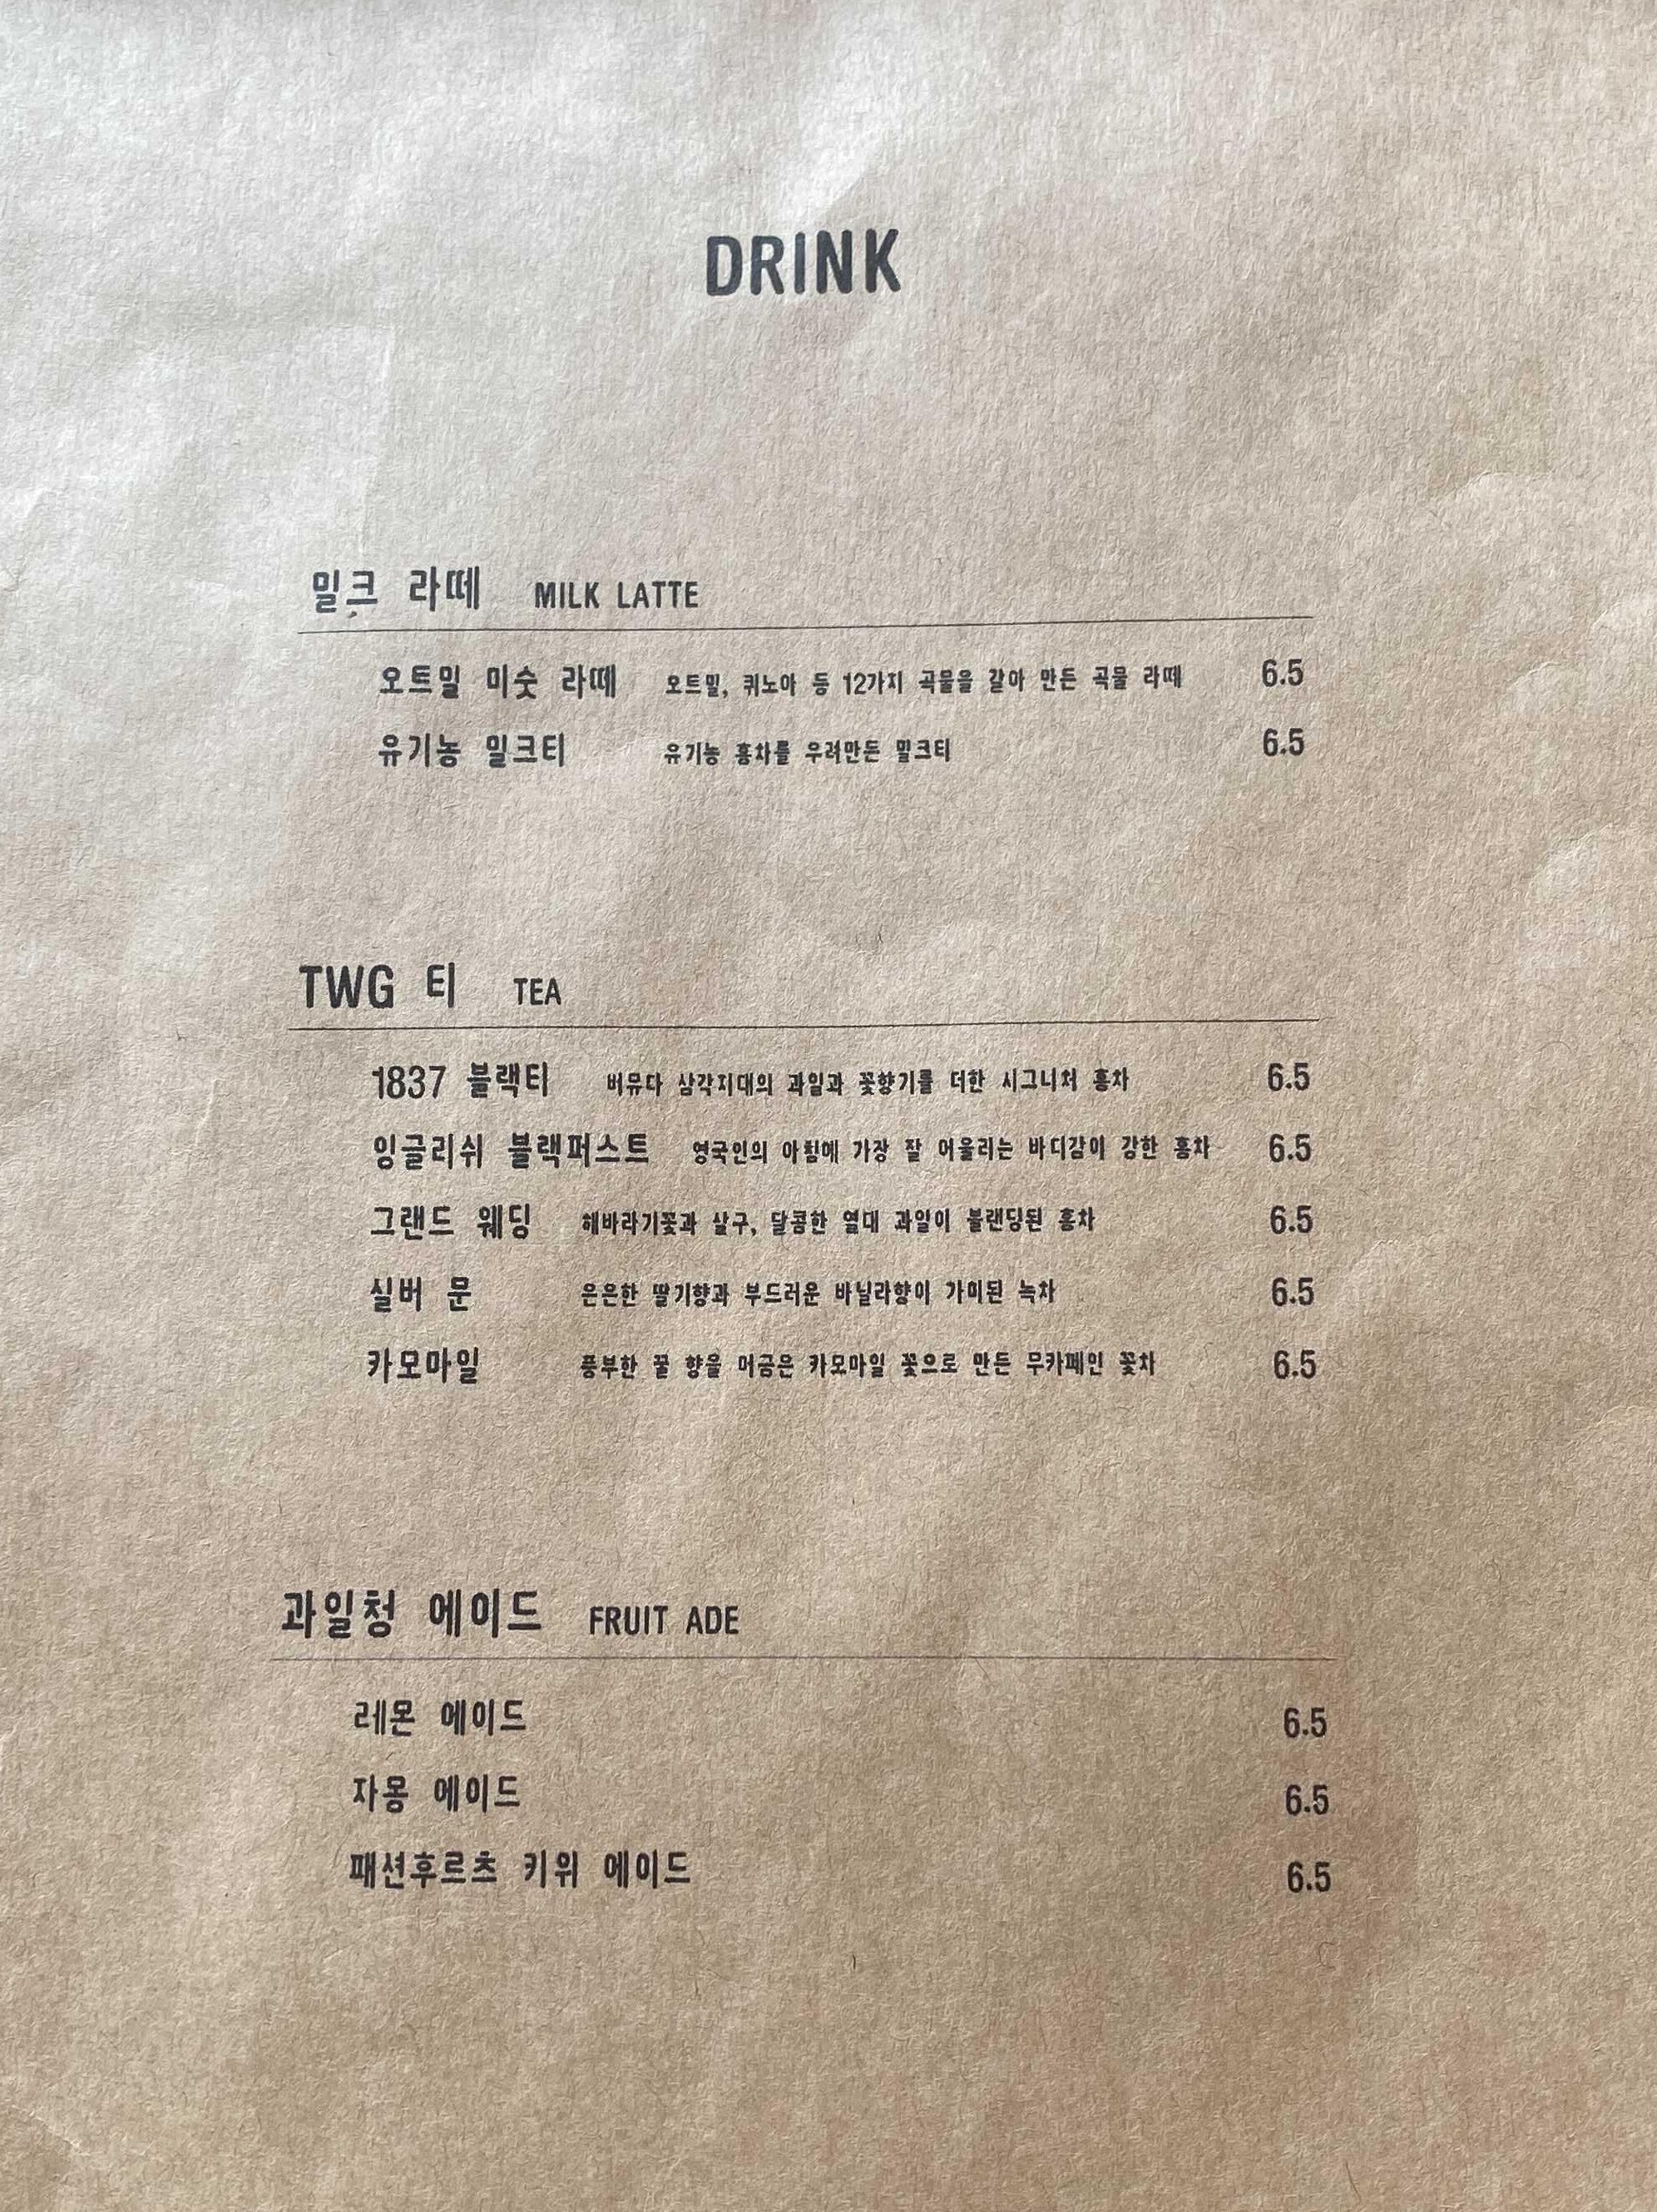 DRINK
밀크 라떼 MILK LATTE
오트밀 미숫 라떼 오트밀, 퀴노아 등 12가지 곡물을 갈아 만든 곡물 라떼 6.5
유기농 밀크티 유기농 홍차를 우려만든 밀크티 6.5
TWG 티 TEA
1837 블랙티 버뮤다 삼각지대의 과일과 꽃향기를 더한 시그니처 홍차 6.5
잉글리쉬 블랙퍼스트 영국인의 아침에 가장 잘 어울리는 바디감이 강한 홍차 6.5
그랜드 웨딩 해바라기꽃과 살구, 달콤한 열대 과일이 블랜딩된 홍차 6.5
실버 문 은은한 딸기향과 부드러운 바닐라향이 가미된 녹차 6.5
카모마일 풍부한 꿀 향을 머금은 카모마일 꽃으로 만든 무카페인 꽃차 6.5
과일청 에이드 FRUIT ADE
레몬 에이드 6.5
자몽 에이드 6.5
패션후르츠 키위 에이드 6.5